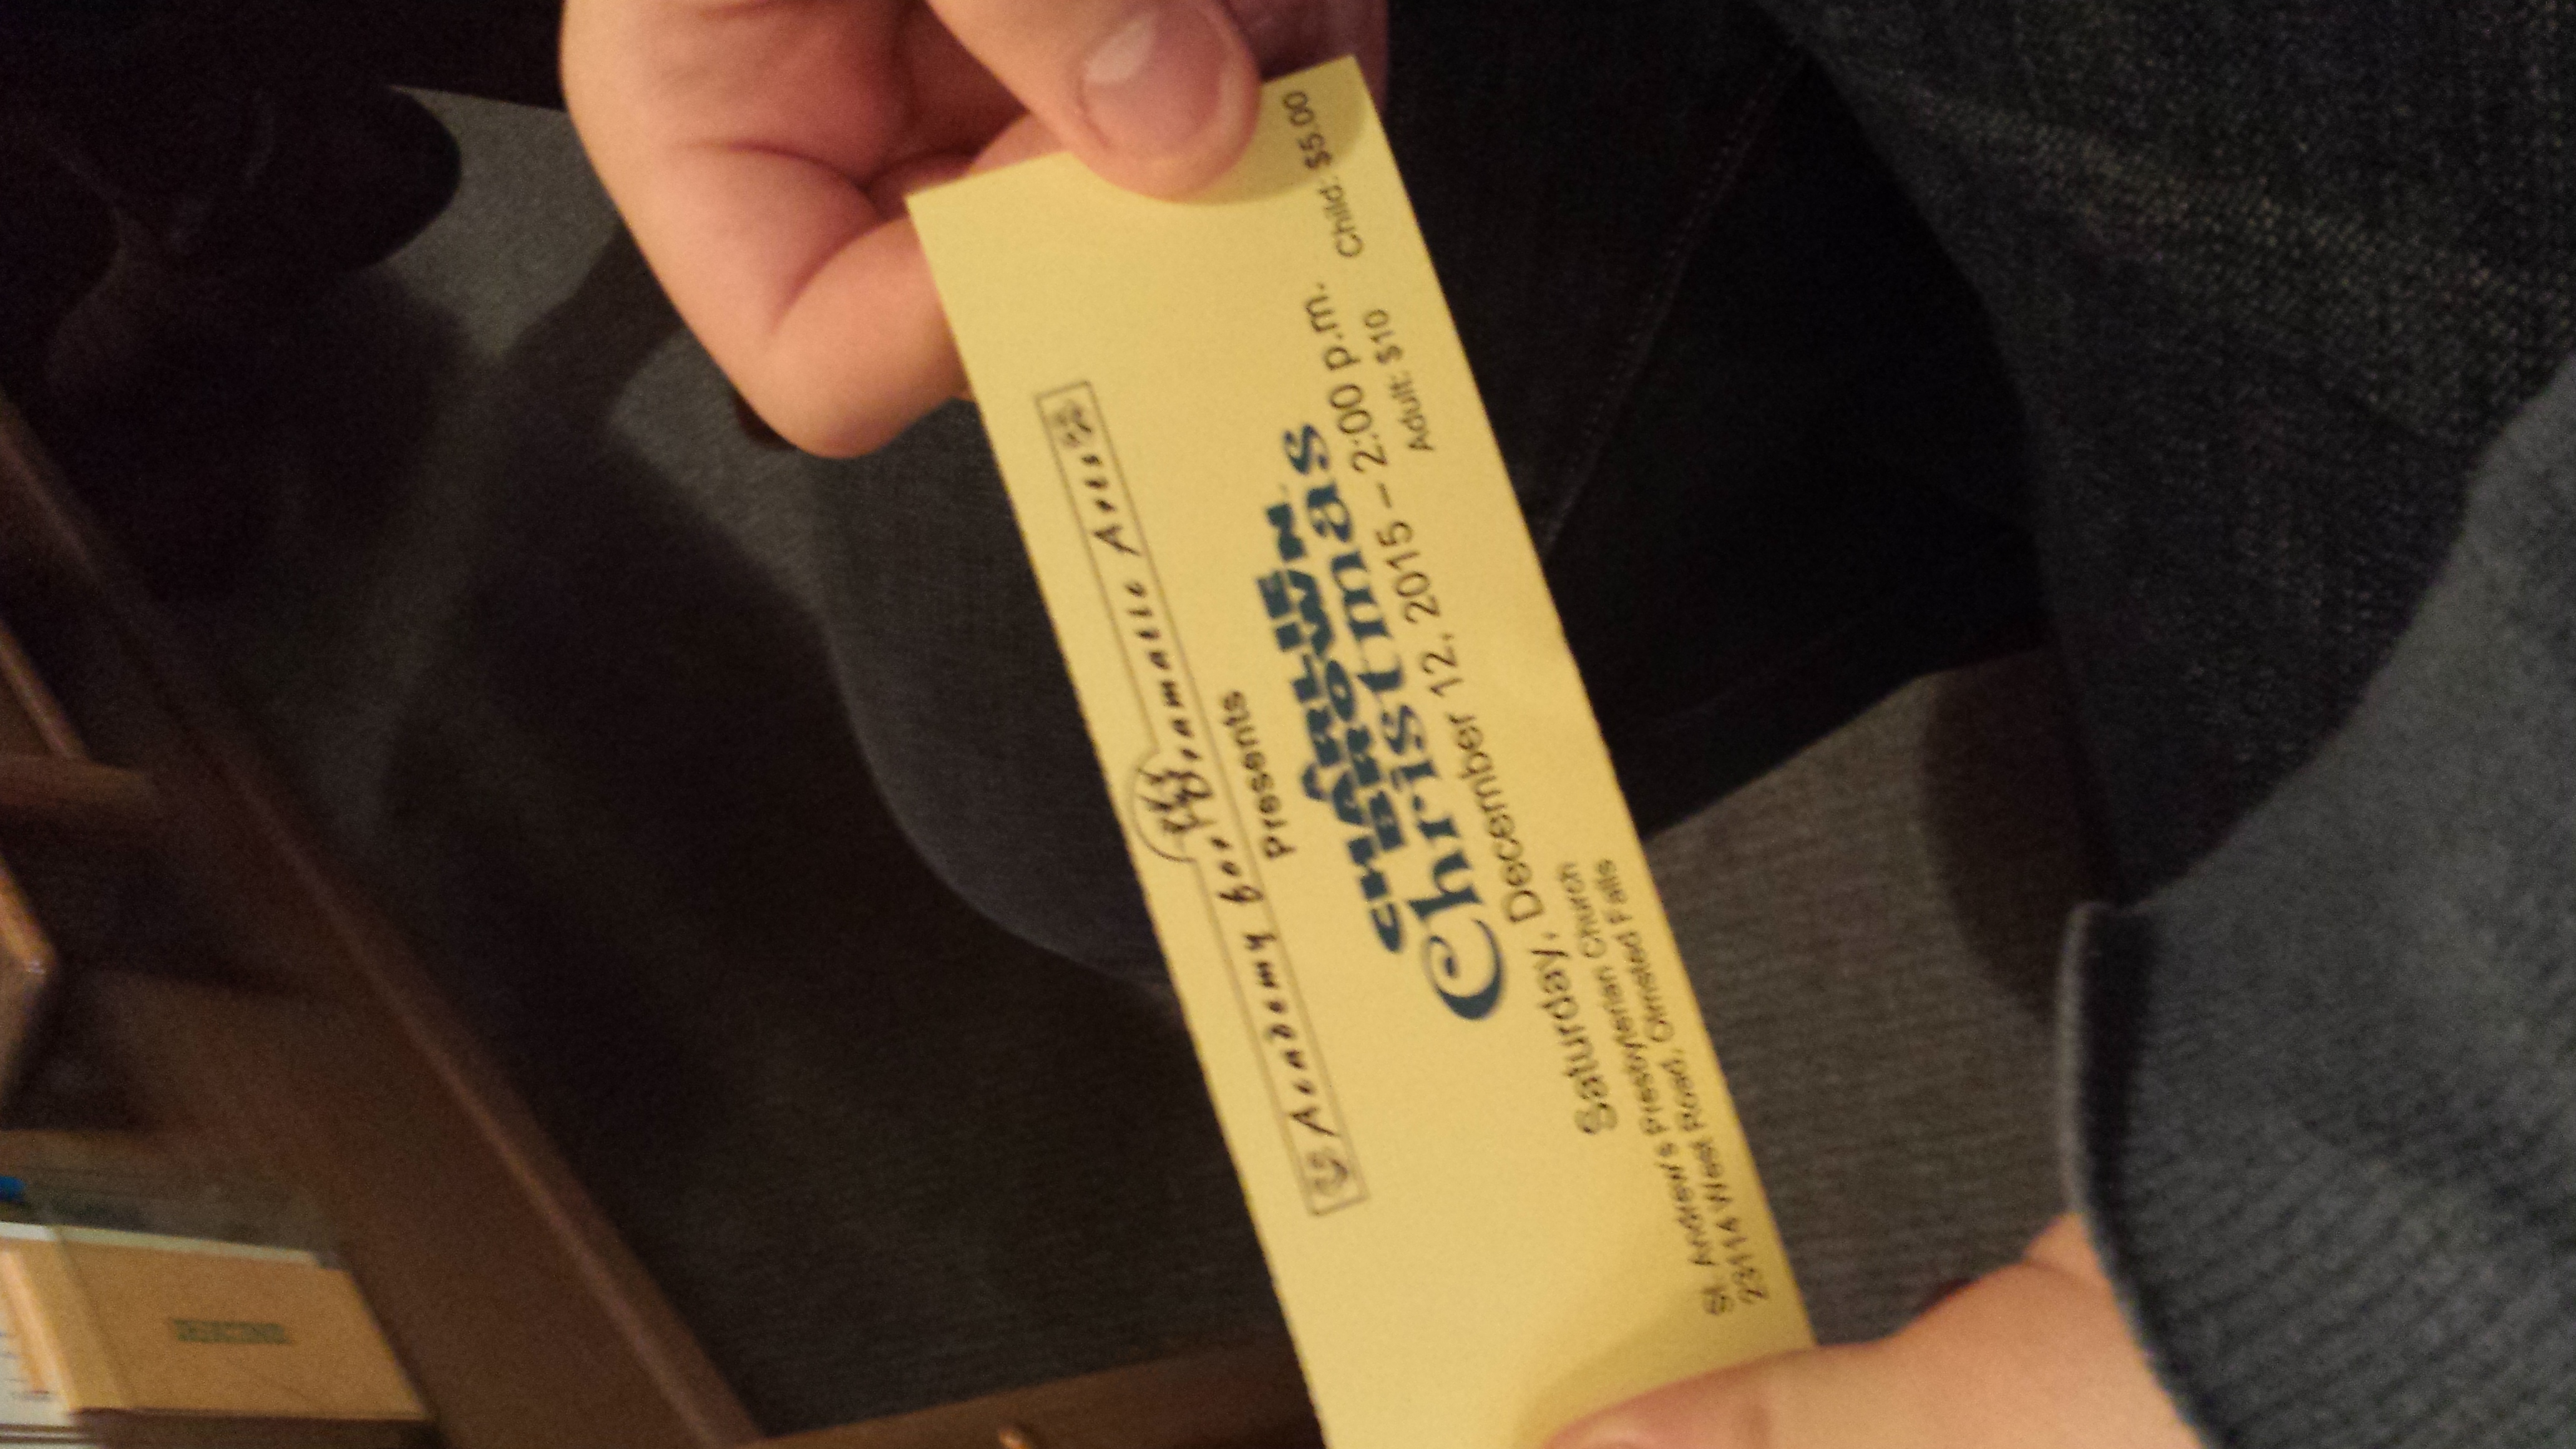 Academy for Dramatic Arts
Presents
CHARLIE
BROWN
Christmas
Saturday, December 12, 2015 – 2:00 p.m.
St. Andrew's Presbyterian Church
23114 West Road, Olmsted Falls
Adult: $10
Child: $5.00